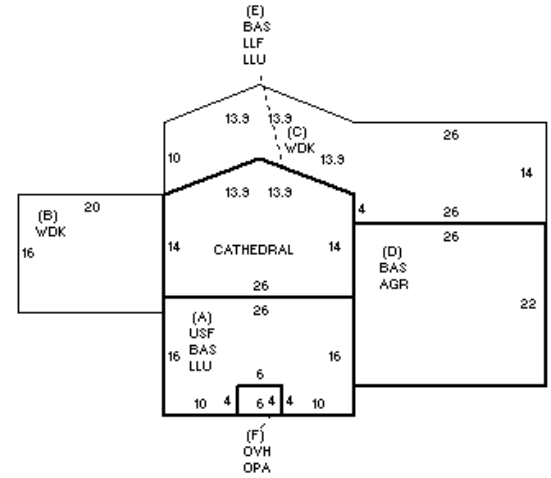 (E)
BAS
LLF
LLU
13.9 13.9
(C)
WDK
26
13.9
10
14
13.9 13.9
20
(B)
WDK
4 26
26
16
14 CATHEDRAL 14
(D)
BAS
AGR
26
26
22
(A)
USF
BAS
LLU
16 16
6
10 4 6 4 4 10
(F)
OVH
OPA